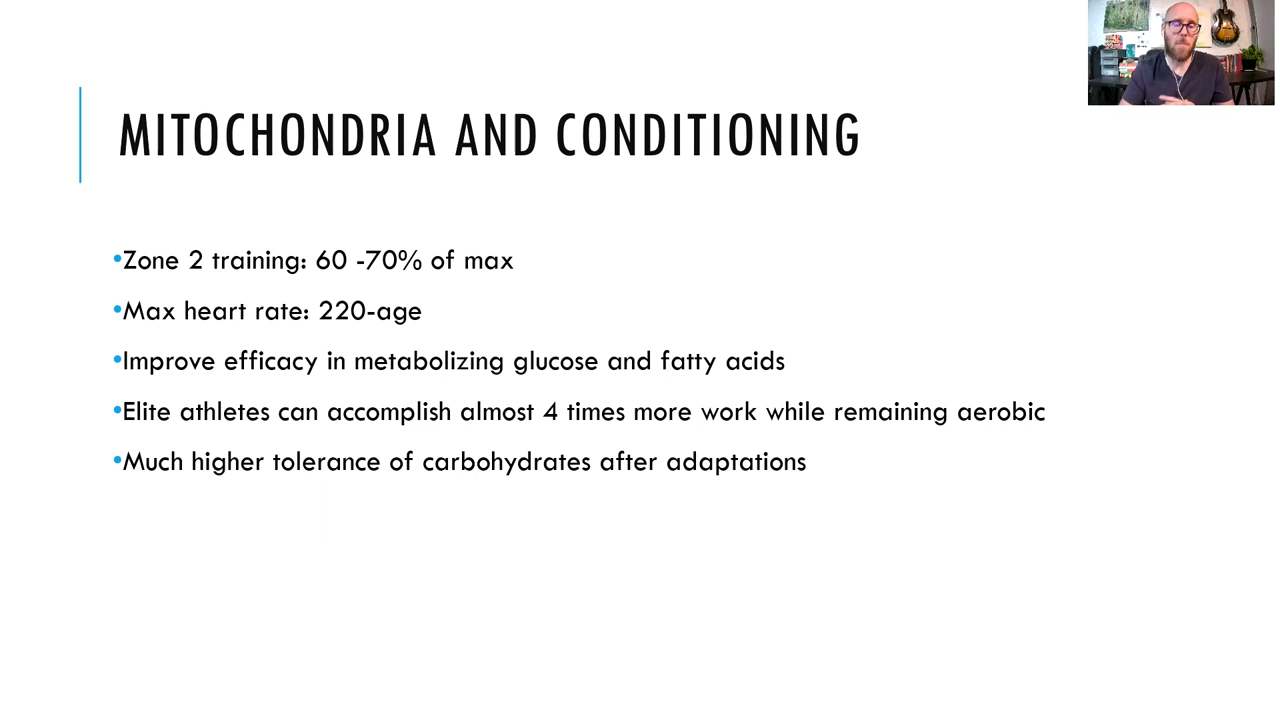 MITOCHONDRIA AND CONDITIONING
•Zone 2 training: 60 -70% of max
•Max heart rate: 220-age
•Improve efficacy in metabolizing glucose and fatty acids
•Elite athletes can accomplish almost 4 times more work while remaining aerobic
•Much higher tolerance of carbohydrates after adaptations